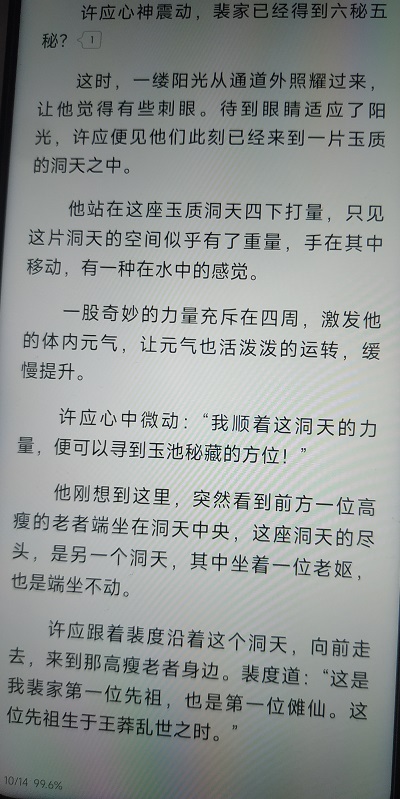 许应心神震动，裴家已经得到六秘五
秘？ 1
这时，一缕阳光从通道外照耀过来，
让他觉得有些刺眼。待到眼睛适应了阳
光，许应便见他们此刻已经来到一片玉质
的洞天之中。
他站在这座玉质洞天四下打量，只见
这片洞天的空间似乎有了重量，手在其中
移动，有一种在水中的感觉。
一股奇妙的力量充斥在四周，激发他
的体内元气，让元气也活泼泼的运转，缓
慢提升。
许应心中微动：“我顺着这洞天的力
量，便可以寻到玉池秘藏的方位！”
他刚想到这里，突然看到前方一位高
瘦的老者端坐在洞天中央，这座洞天的尽
头，是另一个洞天，其中坐着一位老妪，
也是端坐不动。
许应跟着裴度沿着这个洞天，向前走
去，来到那高瘦老者身边。裴度道：“这是
我裴家第一位先祖，也是第一位傩仙。这
位先祖生于王莽乱世之时。”
10/14 99.6%